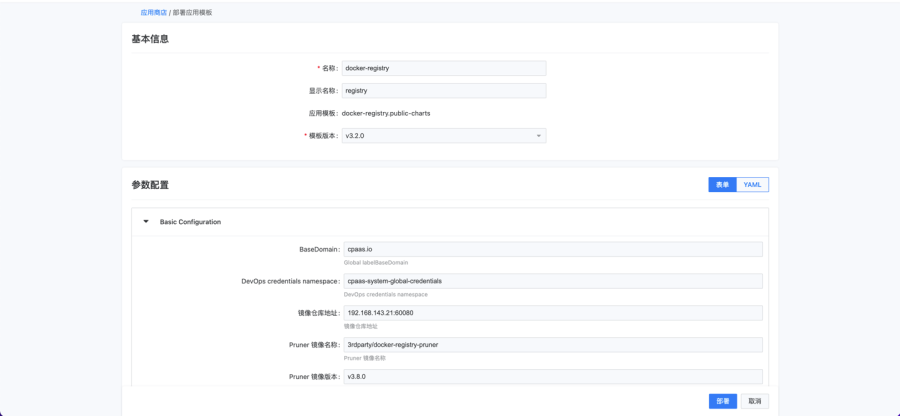 应用商店 / 部署应用模板
基本信息
* 名称: docker-registry
显示名称: registry
应用模板: docker-registry.public-charts
* 模板版本: v3.2.0
参数配置 表单 YAML
Basic Configuration
BaseDomain: cpaas.io
Global labelBaseDomain
DevOps credentials namespace: cpaas-system-global-credentials
DevOps credentials namespace
镜像仓库地址: 192.168.143.21:60080
镜像仓库地址
Pruner 镜像名称: 3rdparty/docker-registry-pruner
Pruner 镜像名称
Pruner 镜像版本: v3.8.0
部署 取消